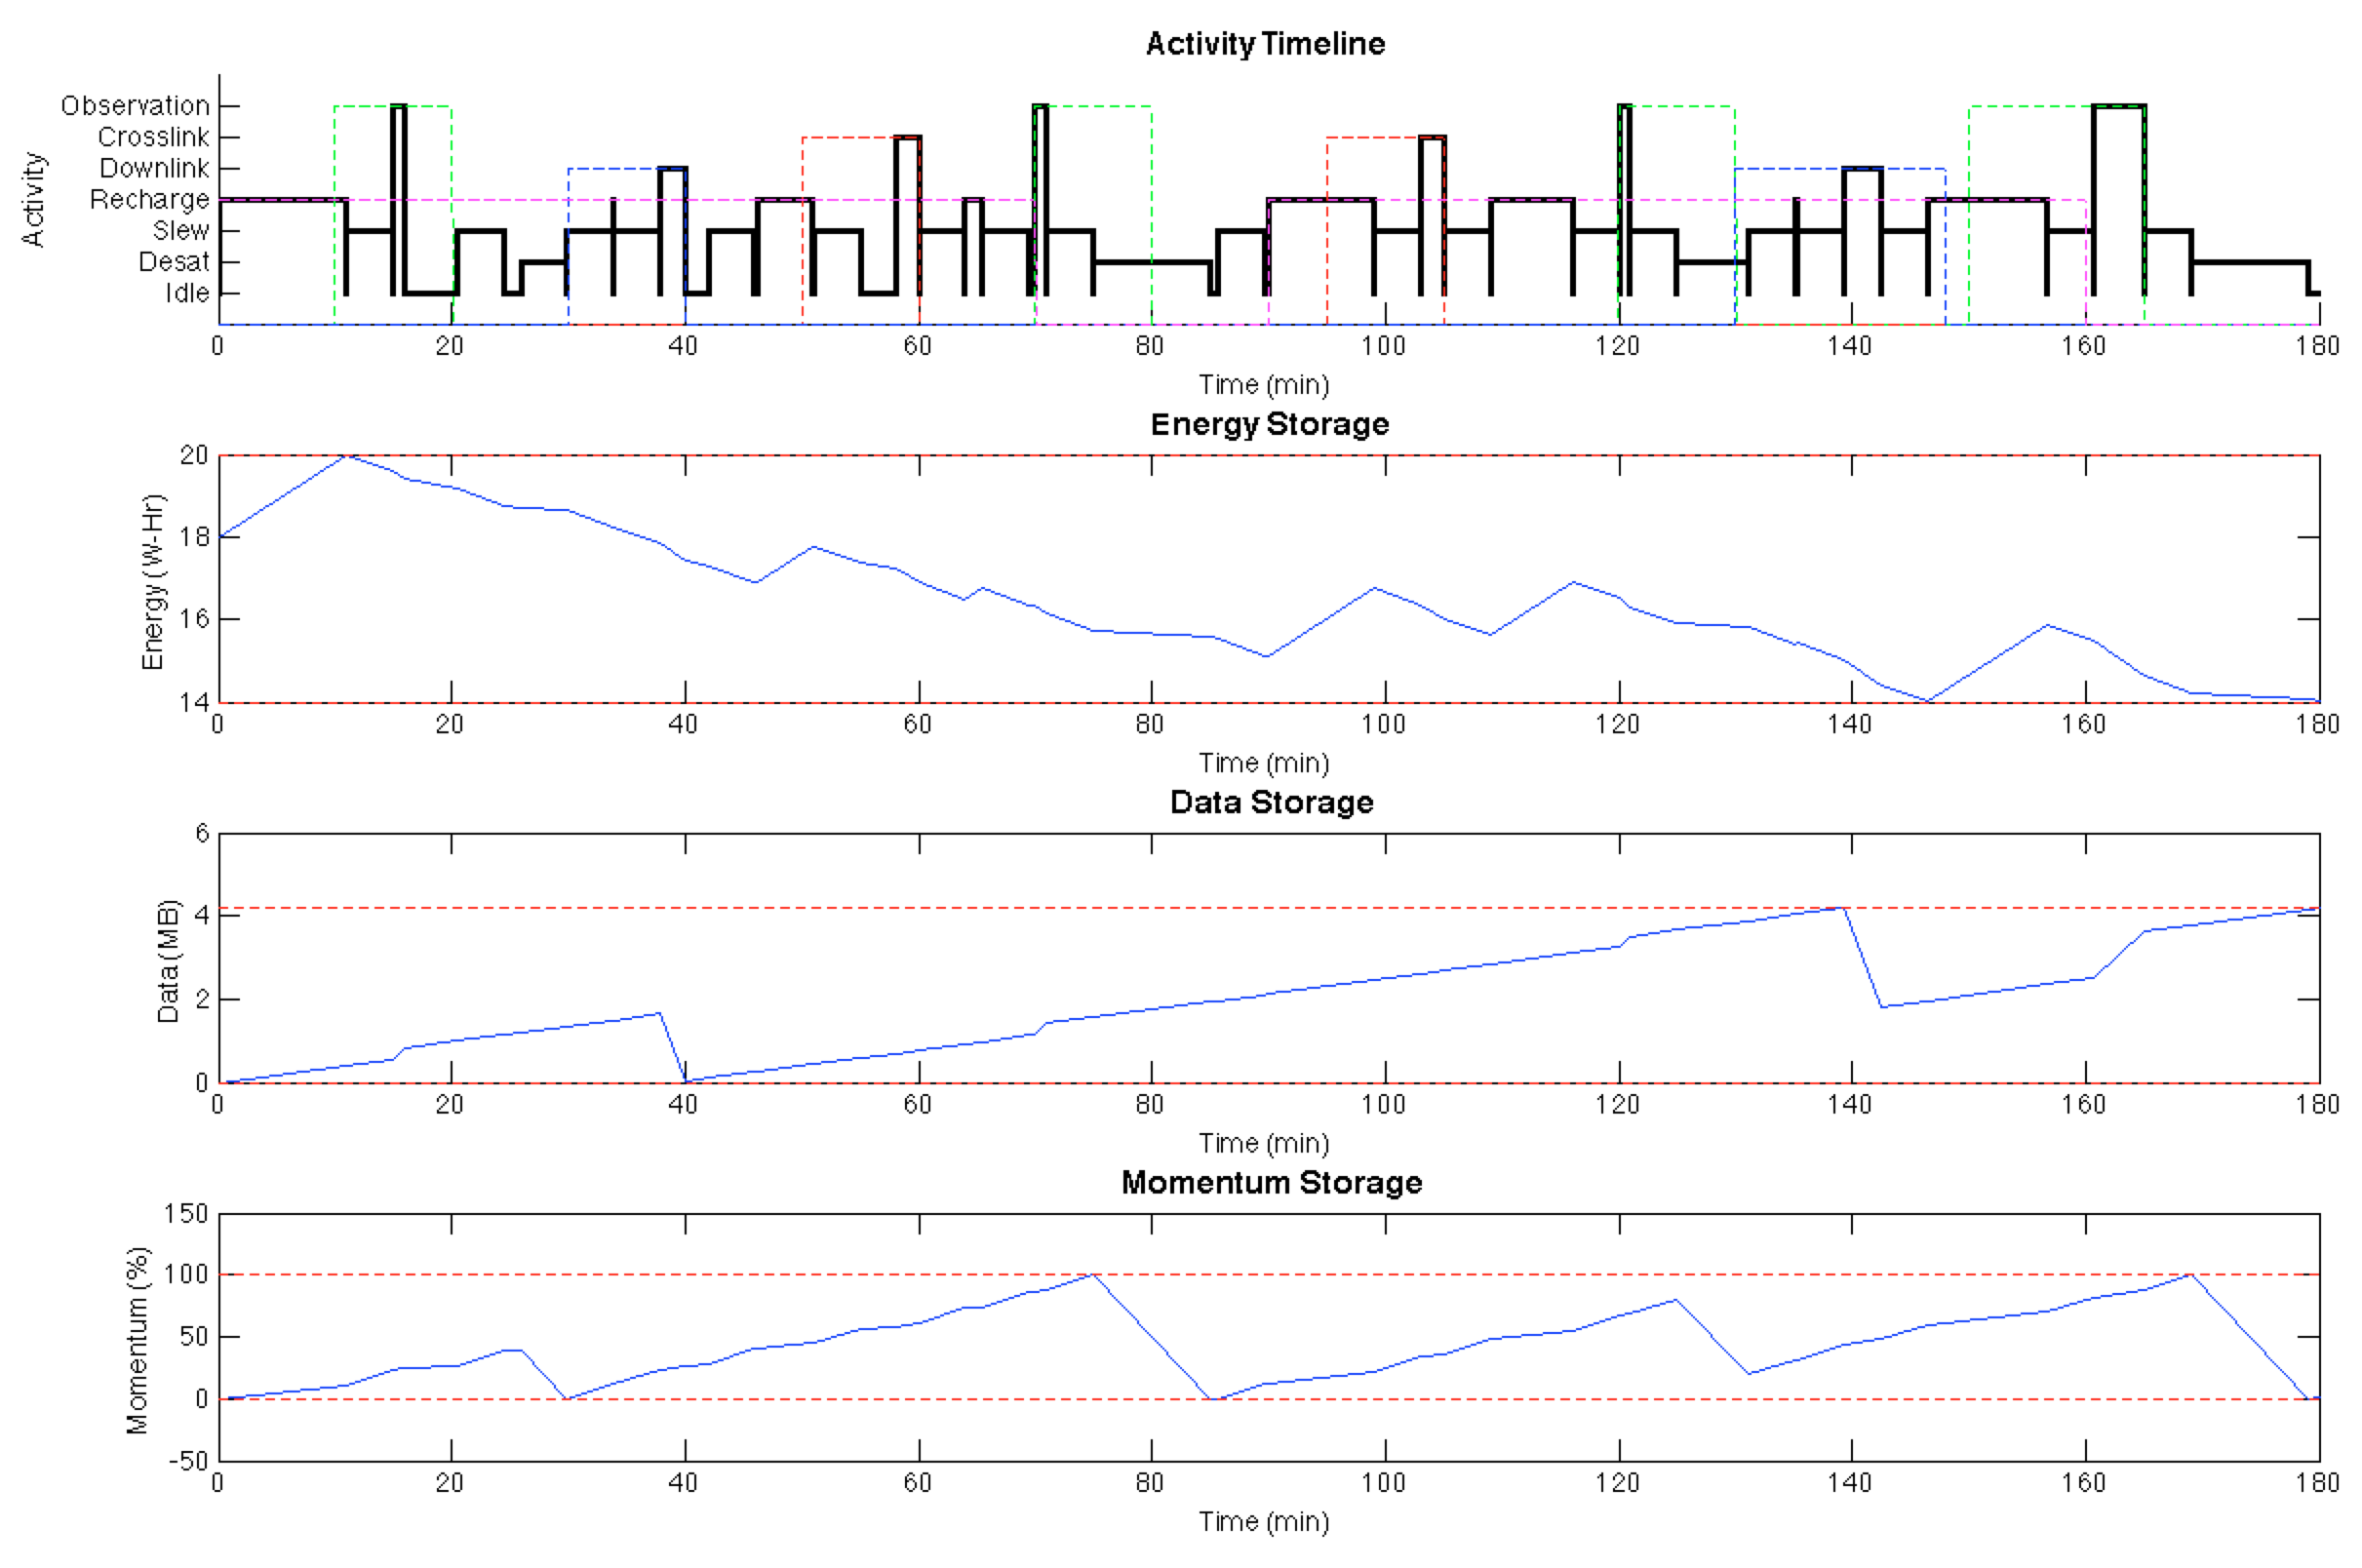 Activity Timeline
Activity
Observation
Crosslink
Downlink
Recharge
Slew
Desat
Idle
0 20 40 60 80 100 120 140 160 180
Time (min)
Energy Storage
Energy (W-Hr)
20
18
16
14
0 20 40 60 80 100 120 140 160 180
Time (min)
Data Storage
Data (MB)
6
4
2
0
0 20 40 60 80 100 120 140 160 180
Time (min)
Momentum Storage
Momentum (%)
150
100
50
0
-50
0 20 40 60 80 100 120 140 160 180
Time (min)